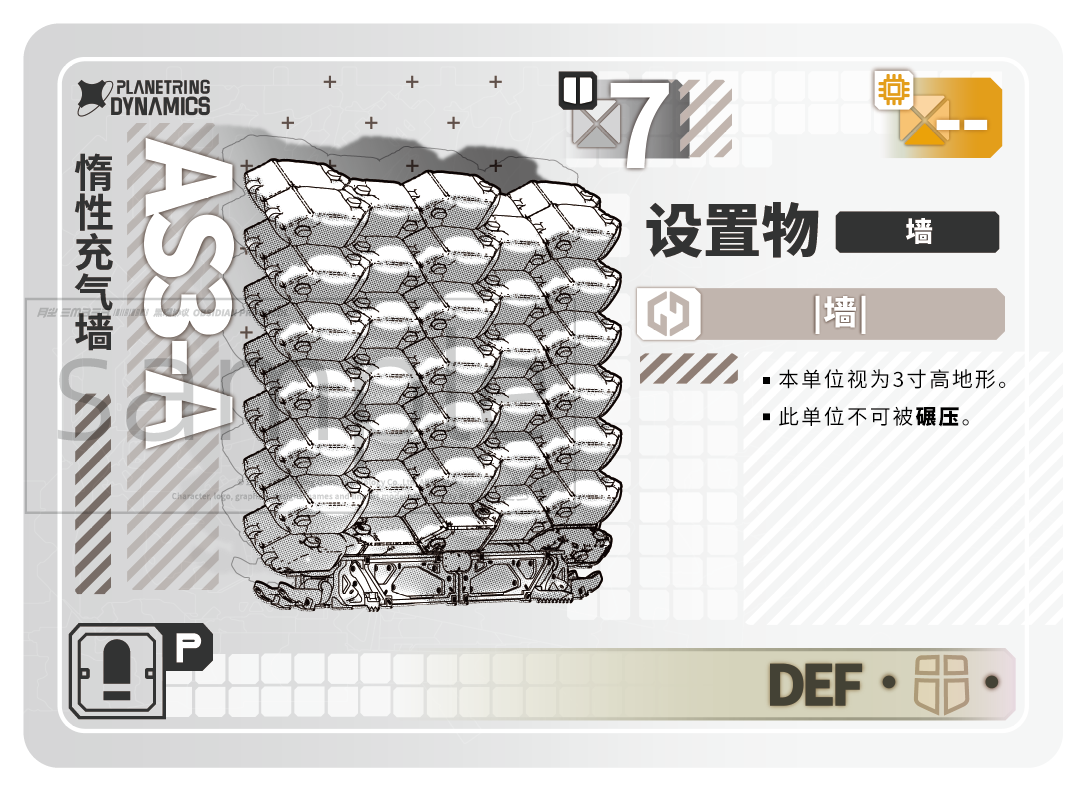 PLANETRING
DYNAMICS
惰性充气墙
AS3-A
7
--
设置物
墙
|墙|
本单位视为3寸高地形。
此单位不可被碾压。
P
DEF